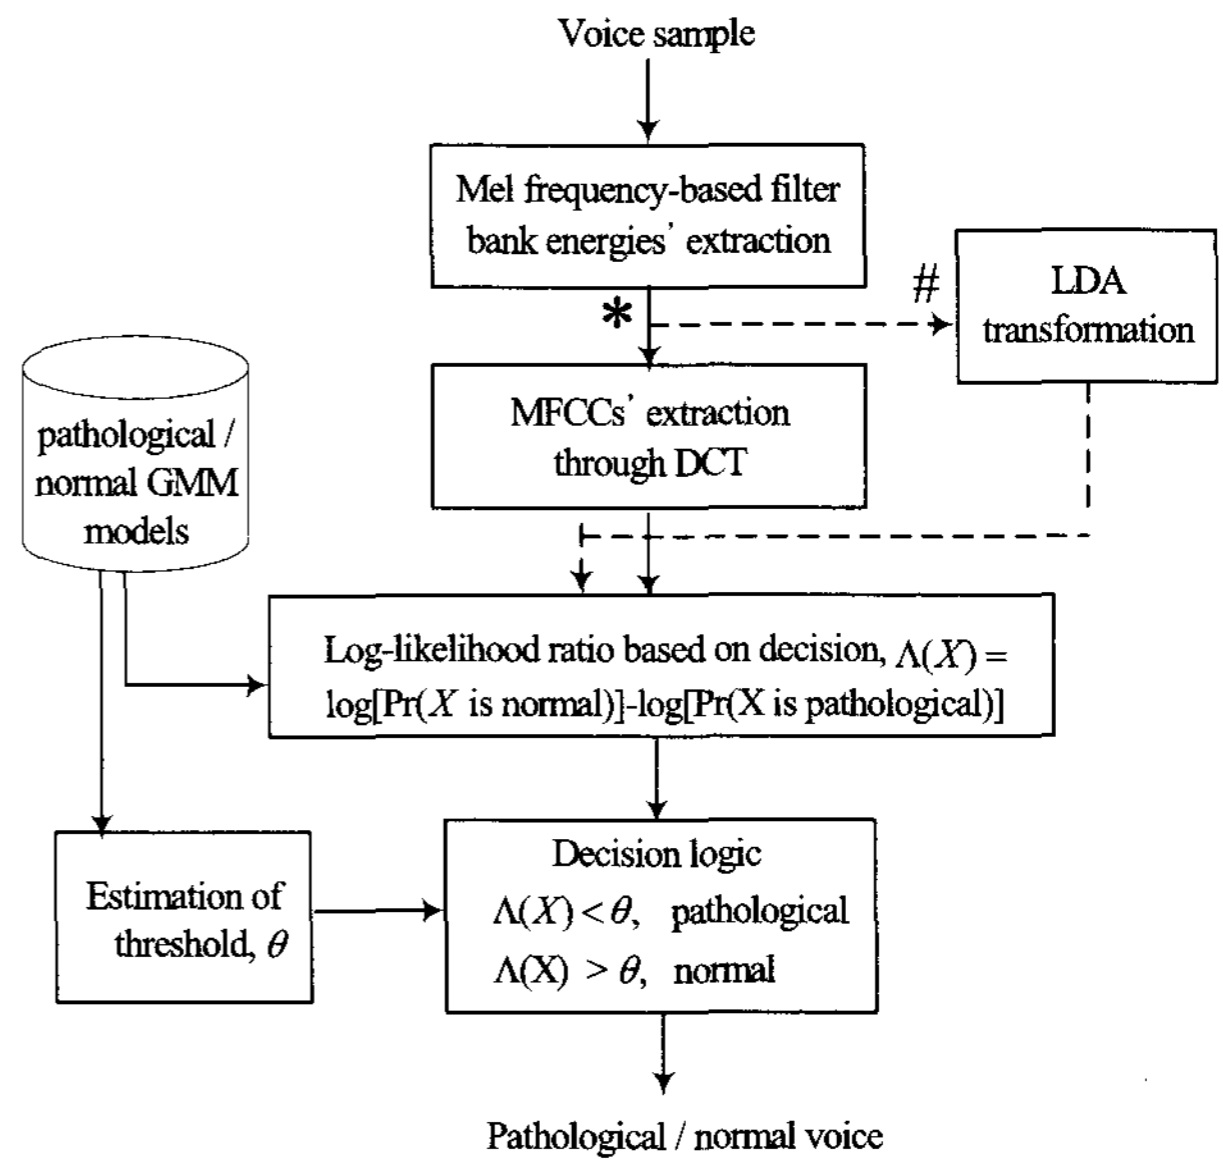 Voice sample
Mel frequency-based filter
bank energies' extraction
#
LDA
transformation
*
MFCCs' extraction
through DCT
pathological /
normal GMM
models
Log-likelihood ratio based on decision, Λ(X) =
log[Pr(X is normal)]-log[Pr(X is pathological)]
Estimation of
threshold, θ
Decision logic
Λ(X) < θ, pathological
Λ(X) > θ, normal
Pathological / normal voice